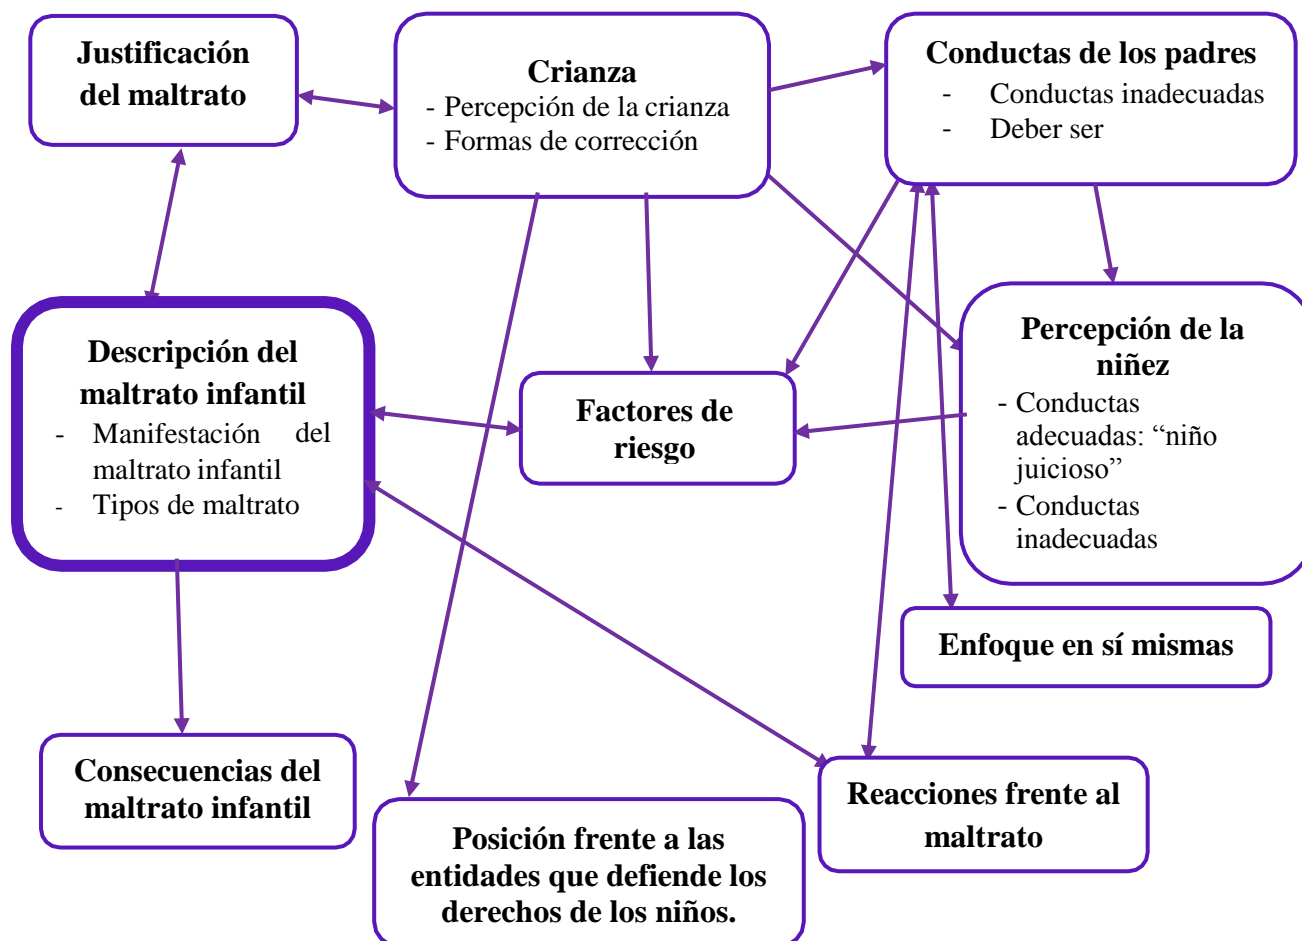 Justificación
del maltrato
Crianza
- Percepción de la crianza
- Formas de corrección
Conductas de los padres
- Conductas inadecuadas
- Deber ser
Descripción del
maltrato infantil
- Manifestación del
maltrato infantil
- Tipos de maltrato
Factores de
riesgo
Percepción de la
niñez
- Conductas
adecuadas: “niño
juicioso”
- Conductas
inadecuadas
Enfoque en sí mismas
Consecuencias del
maltrato infantil
Posición frente a las
entidades que defiende los
derechos de los niños.
Reacciones frente al
maltrato